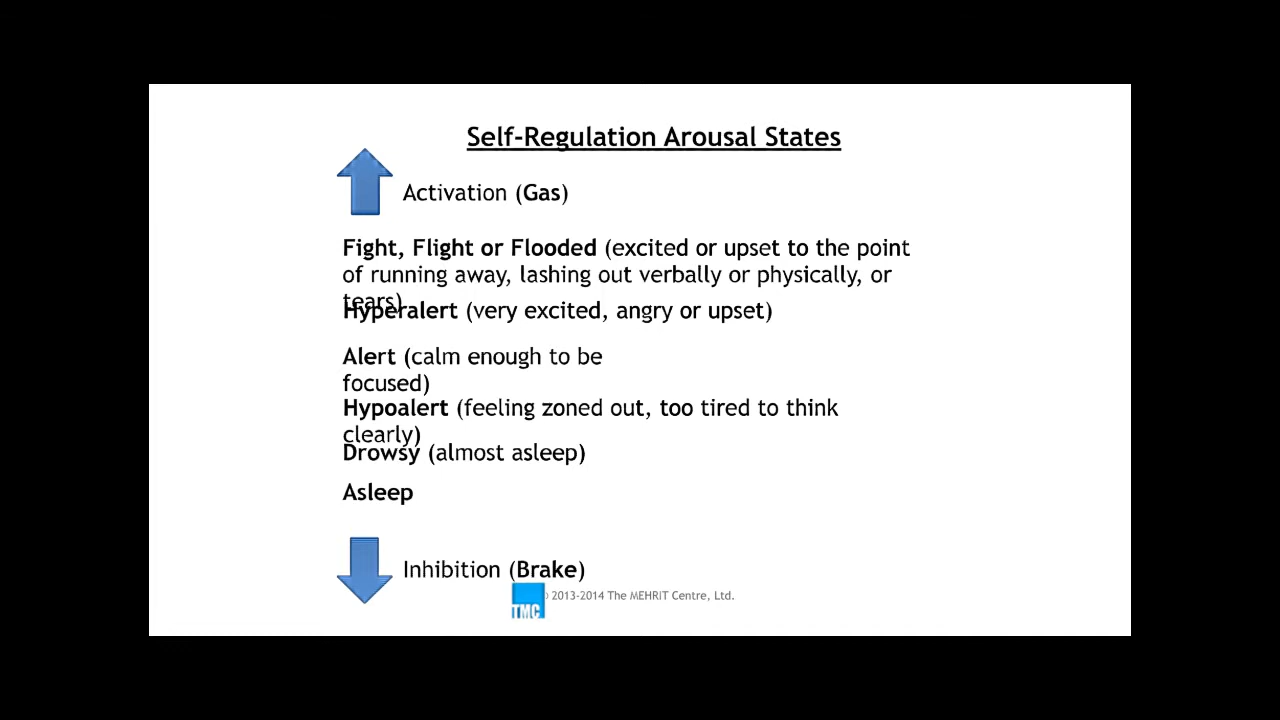 Self-Regulation Arousal States
Activation (Gas)
Fight, Flight or Flooded (excited or upset to the point
of running away, lashing out verbally or physically, or
tears)
Hyperalert (very excited, angry or upset)
Alert (calm enough to be
focused)
Hypoalert (feeling zoned out, too tired to think
clearly)
Drowsy (almost asleep)
Asleep
Inhibition (Brake)
TMC © 2013-2014 The MEHRIT Centre, Ltd.